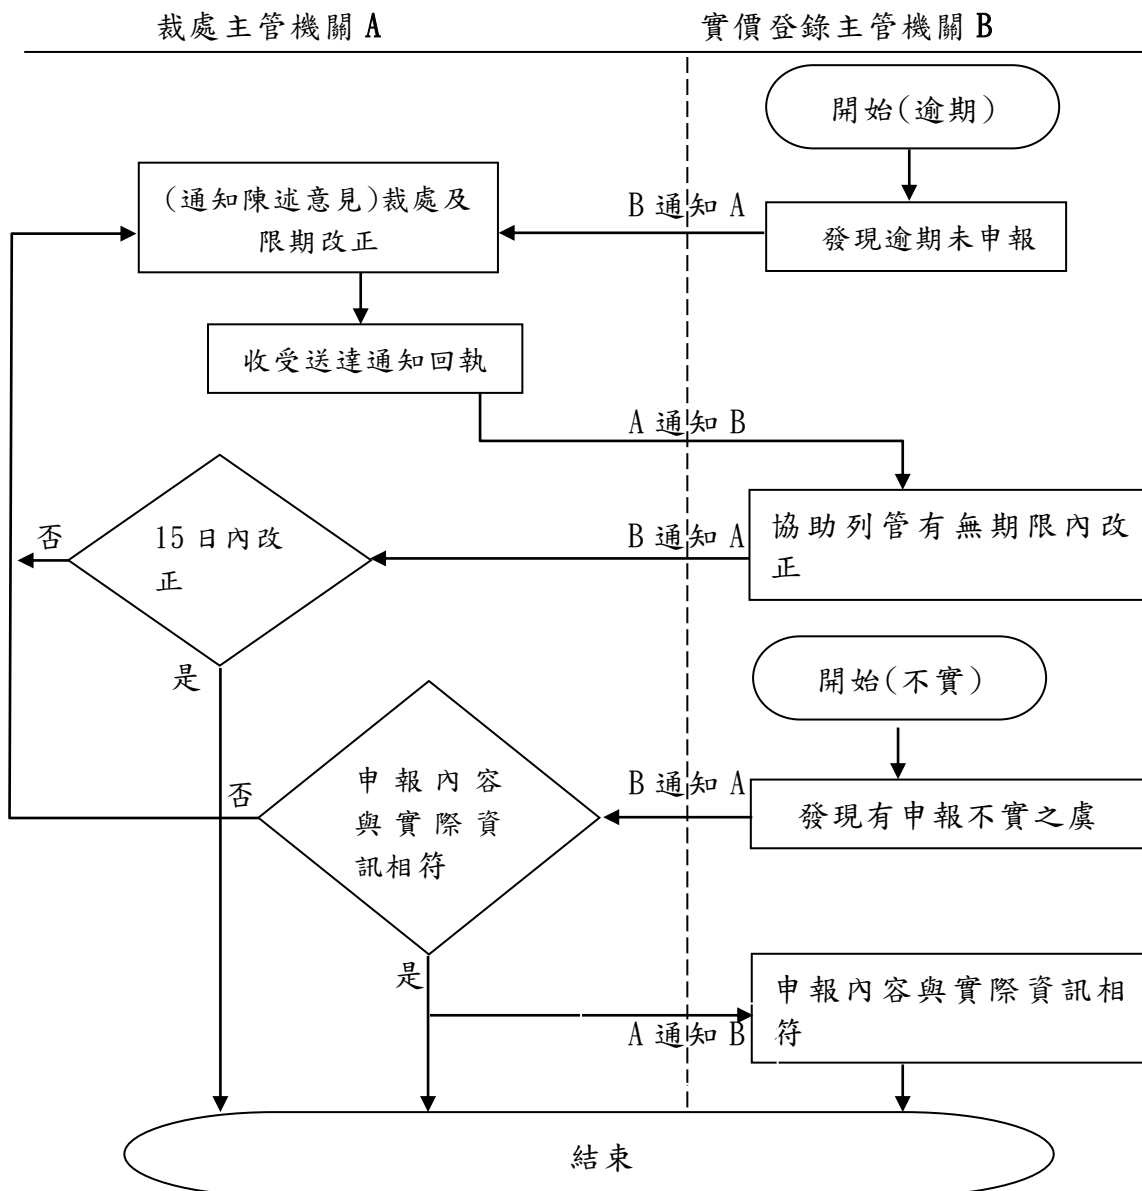 裁處主管機關 A
實價登錄主管機關 B
開始(逾期)
(通知陳述意見)裁處及
限期改正
B 通知 A
發現逾期未申報
收受送達通知回執
A 通知 B
15 日內改
正
否
B 通知 A
協助列管有無期限內改
正
是
開始(不實)
申報內容
與實際資
訊相符
否
B 通知 A
發現有申報不實之虞
是
A 通知 B
申報內容與實際資訊相
符
結束